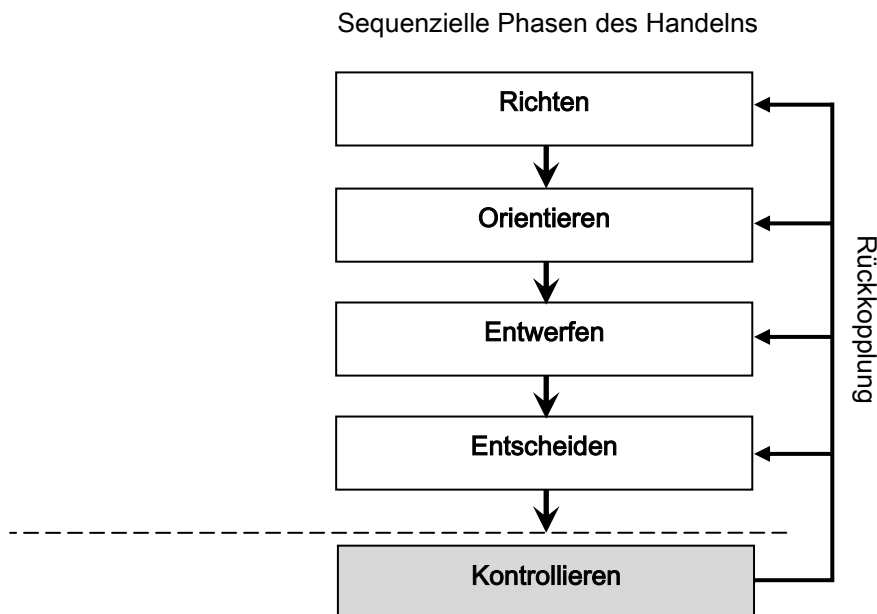 Sequenzielle Phasen des Handelns
Richten
Orientieren
Entwerfen
Entscheiden
Kontrollieren
Rückkopplung